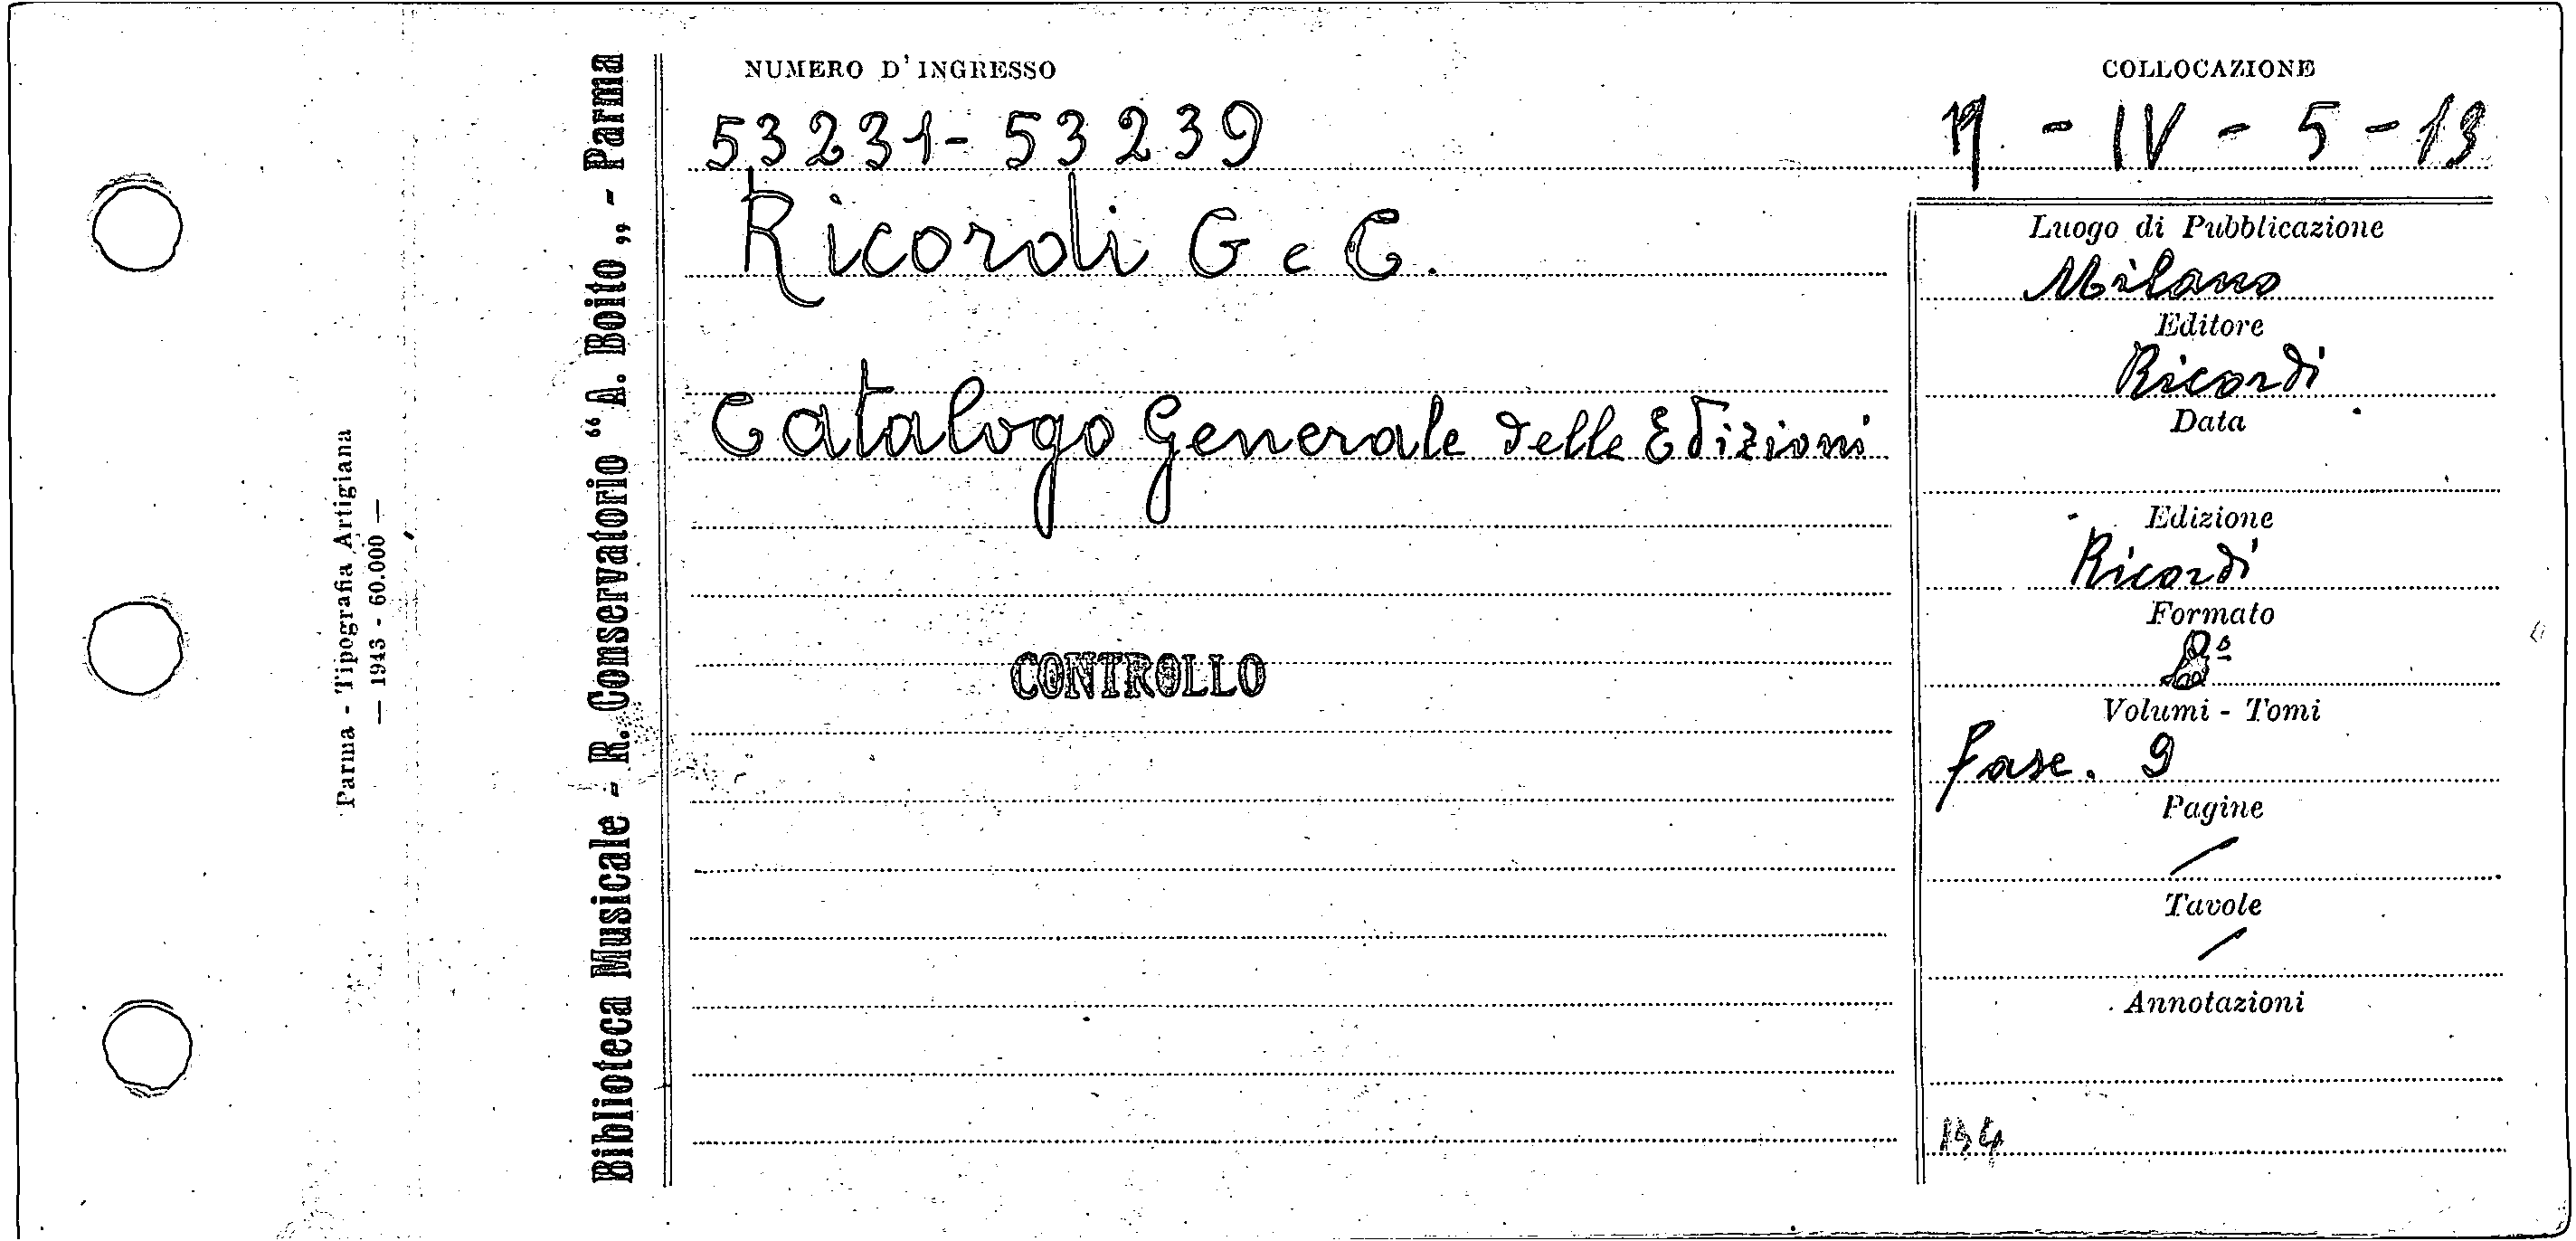 Parma - Tipografia Artigiana
— 1943 - 60.000 —
Biblioteca Musicale - R. Conservatorio “A. Boito„ - Parma
NUMERO D'INGRESSO
53231-53239
Ricordi G e C.
Catalogo Generale delle Edizioni
CONTROLLO
COLLOCAZIONE
- IV - 5 - 13
Luogo di Pubblicazione
Milano
Editore
Ricordi
Data
Edizione
Ricordi
Formato
8º
Volumi - Tomi
Fasc. 9
Pagine
/
Tavole
/
Annotazioni